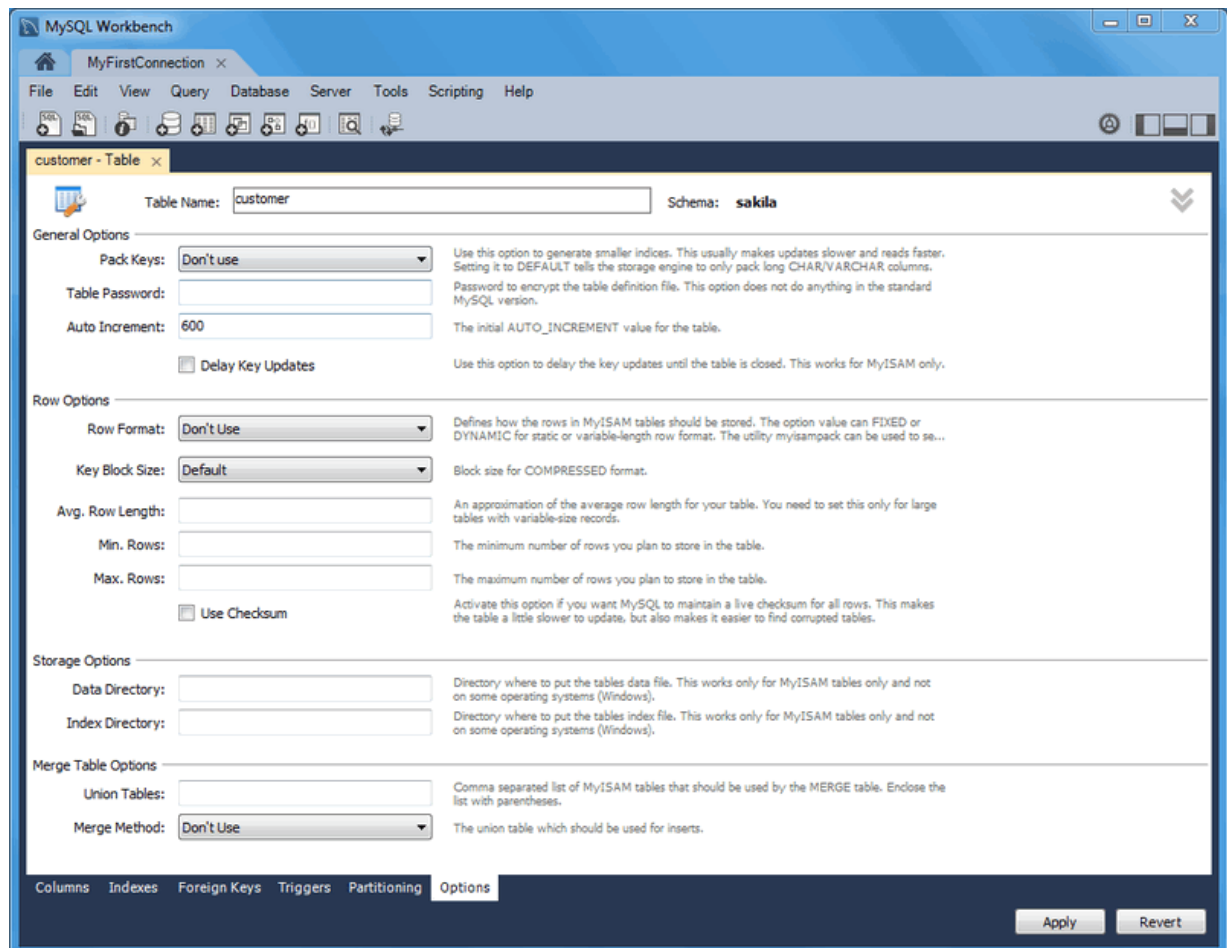 MySQL Workbench
MyFirstConnection
File Edit View Query Database Server Tools Scripting Help
customer - Table
Table Name: customer Schema: sakila
General Options
Pack Keys: Don't use Use this option to generate smaller indices. This usually makes updates slower and reads faster.
Setting it to DEFAULT tells the storage engine to only pack long CHAR/VARCHAR columns.
Table Password: Password to encrypt the table definition file. This option does not do anything in the standard
MySQL version.
Auto Increment: 600 The initial AUTO_INCREMENT value for the table.
Delay Key Updates Use this option to delay the key updates until the table is closed. This works for MyISAM only.
Row Options
Row Format: Don't Use Defines how the rows in MyISAM tables should be stored. The option value can FIXED or
DYNAMIC for static or variable-length row format. The utility myisampack can be used to se...
Key Block Size: Default Block size for COMPRESSED format.
Avg. Row Length: An approximation of the average row length for your table. You need to set this only for large
tables with variable-size records.
Min. Rows: The minimum number of rows you plan to store in the table.
Max. Rows: The maximum number of rows you plan to store in the table.
Use Checksum Activate this option if you want MySQL to maintain a live checksum for all rows. This makes
the table a little slower to update, but also makes it easier to find corrupted tables.
Storage Options
Data Directory: Directory where to put the tables data file. This works only for MyISAM tables only and not
on some operating systems (Windows).
Index Directory: Directory where to put the tables index file. This works only for MyISAM tables only and not
on some operating systems (Windows).
Merge Table Options
Union Tables: Comma separated list of MyISAM tables that should be used by the MERGE table. Enclose the
list with parentheses.
Merge Method: Don't Use The union table which should be used for inserts.
Columns Indexes Foreign Keys Triggers Partitioning Options
Apply Revert